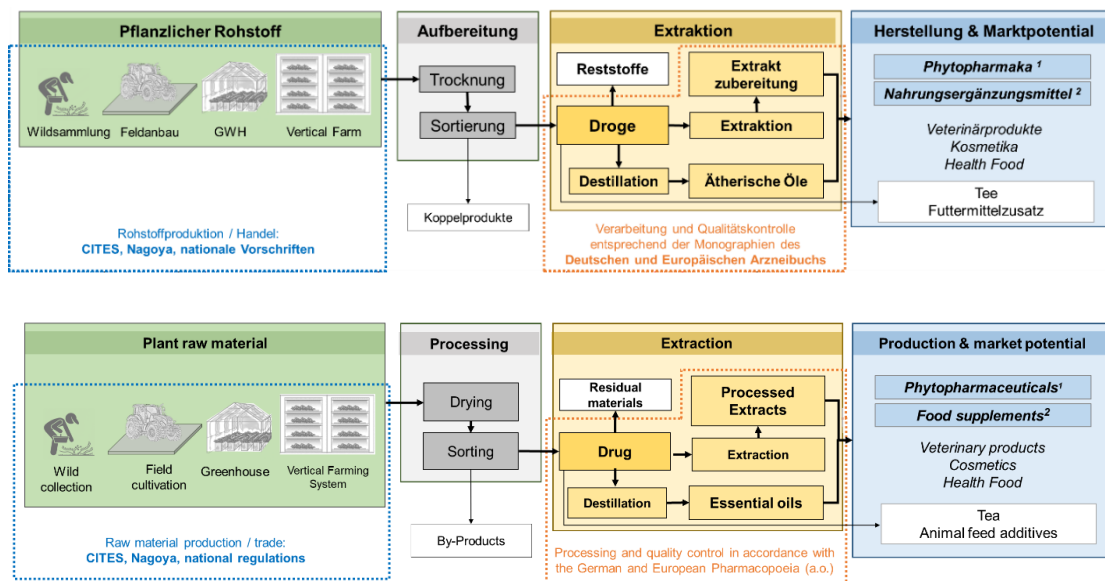 Pflanzlicher Rohstoff
Wildsammlung
Feldanbau
GWH
Vertical Farm
Rohstoffproduktion / Handel:
CITES, Nagoya, nationale Vorschriften
Aufbereitung
Trocknung
Sortierung
Koppelprodukte
Extraktion
Reststoffe
Extrakt
zubereitung
Droge
Extraktion
Destillation
Ätherische Öle
Verarbeitung und Qualitätskontrolle
entsprechend der Monographien des
Deutschen und Europäischen Arzneibuchs
Herstellung & Marktpotential
Phytopharmaka ¹
Nahrungsergänzungsmittel ²
Veterinärprodukte
Kosmetika
Health Food
Tee
Futtermittelzusatz
Plant raw material
Wild
collection
Field
cultivation
Greenhouse
Vertical Farming
System
Raw material production / trade:
CITES, Nagoya, national regulations
Processing
Drying
Sorting
By-Products
Extraction
Residual
materials
Processed
Extracts
Drug
Extraction
Destillation
Essential oils
Processing and quality control in accordance with
the German and European Pharmacopoeia (a.o.)
Production & market potential
Phytopharmaceuticals¹
Food supplements²
Veterinary products
Cosmetics
Health Food
Tea
Animal feed additives